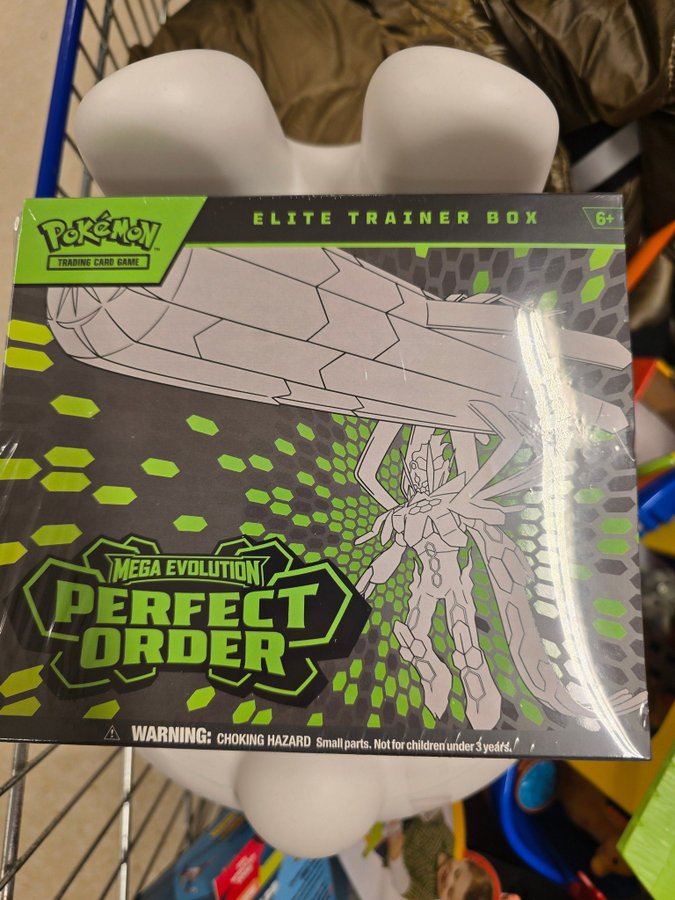 POKéMON
TRADING CARD GAME
ELITE TRAINER BOX
6+
MEGA EVOLUTION
PERFECT
ORDER
WARNING: CHOKING HAZARD Small parts. Not for children under 3 years.